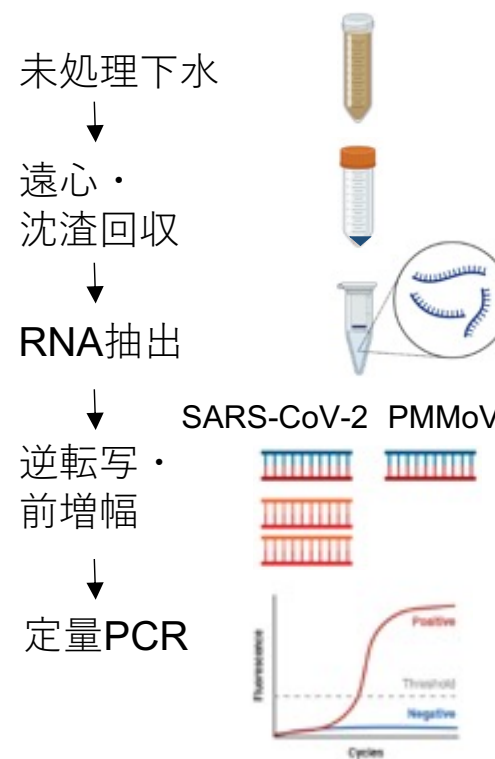 未処理下水
遠心・
沈渣回収
RNA抽出
SARS-CoV-2 PMMoV
逆転写・
前増幅
定量PCR
Fluorescence
Positive
Threshold
Negative
Cycles